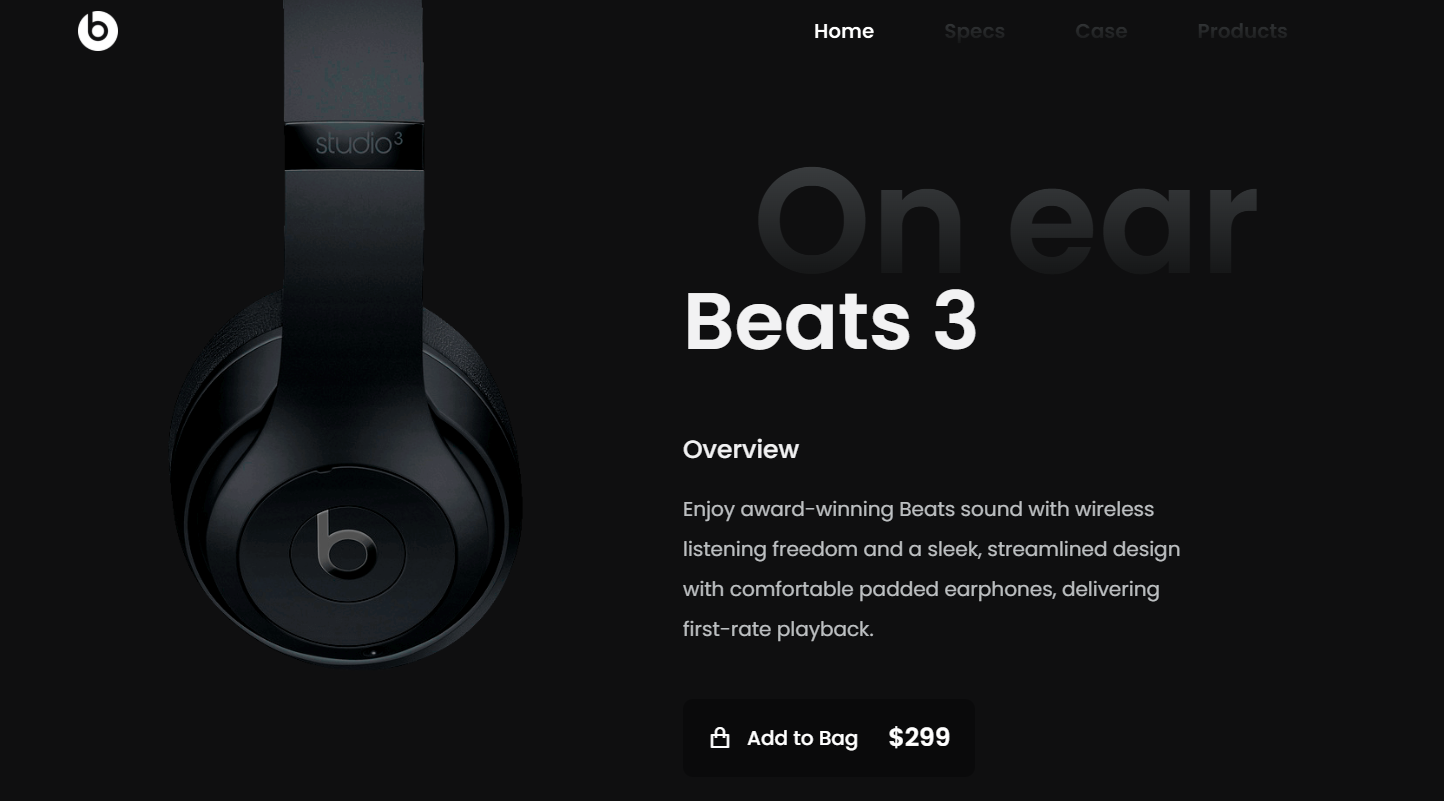 Home Specs Case Products
studio3
On ear
Beats 3
Overview
Enjoy award-winning Beats sound with wireless
listening freedom and a sleek, streamlined design
with comfortable padded earphones, delivering
first-rate playback.
Add to Bag $299